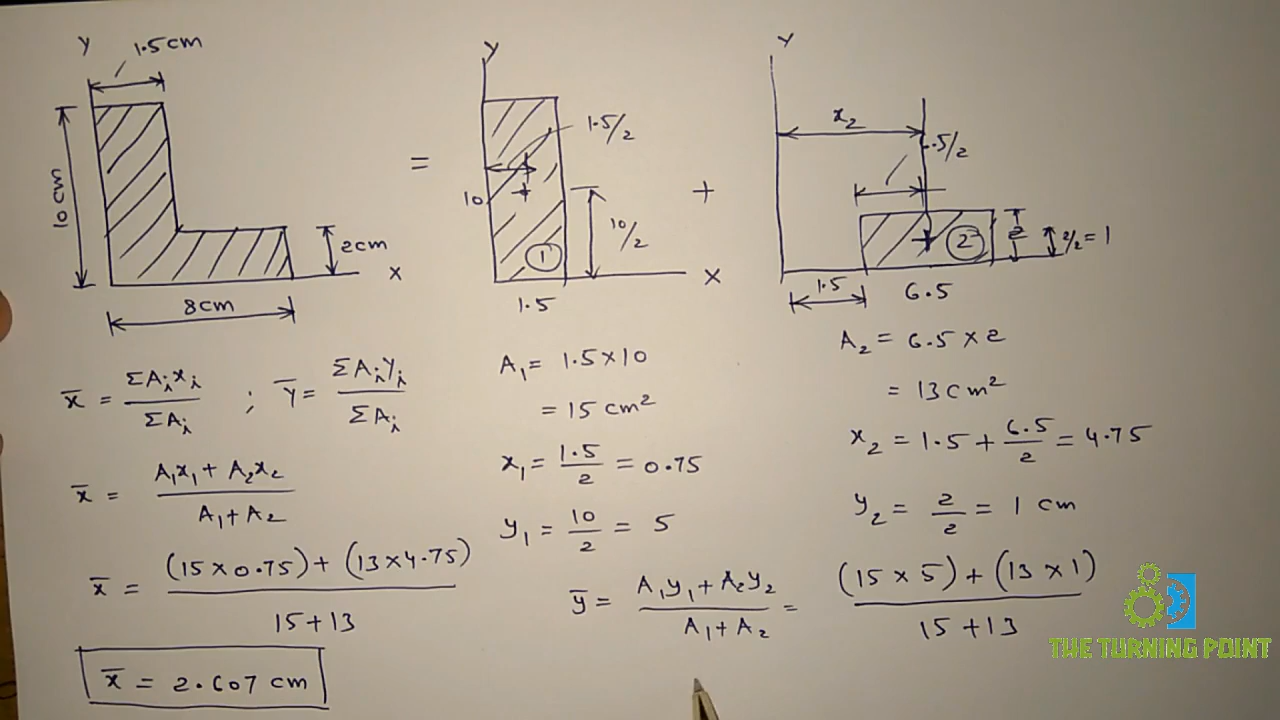 Y
1.5cm
10cm
2cm
X
8cm
=
Y
1.5/2
10
10/2
1
X
1.5
+
Y
x₂
.5/2
2
2
2/2=1
1.5
6.5
x̄ = ΣAᵢxᵢ / ΣAᵢ ; Ȳ = ΣAᵢyᵢ / ΣAᵢ
x̄ = A₁x₁ + A₂x₂ / A₁ + A₂
x̄ = (15 × 0.75) + (13 × 4.75) / 15 + 13
x̄ = 2.607 cm
A₁ = 1.5 × 10
= 15 cm²
x₁ = 1.5/2 = 0.75
y₁ = 10/2 = 5
A₂ = 6.5 × 2
= 13 cm²
x₂ = 1.5 + 6.5/2 = 4.75
y₂ = 2/2 = 1 cm
ȳ = A₁y₁ + A₂y₂ / A₁ + A₂ = (15 × 5) + (13 × 1) / 15 + 13
THE TURNING POINT